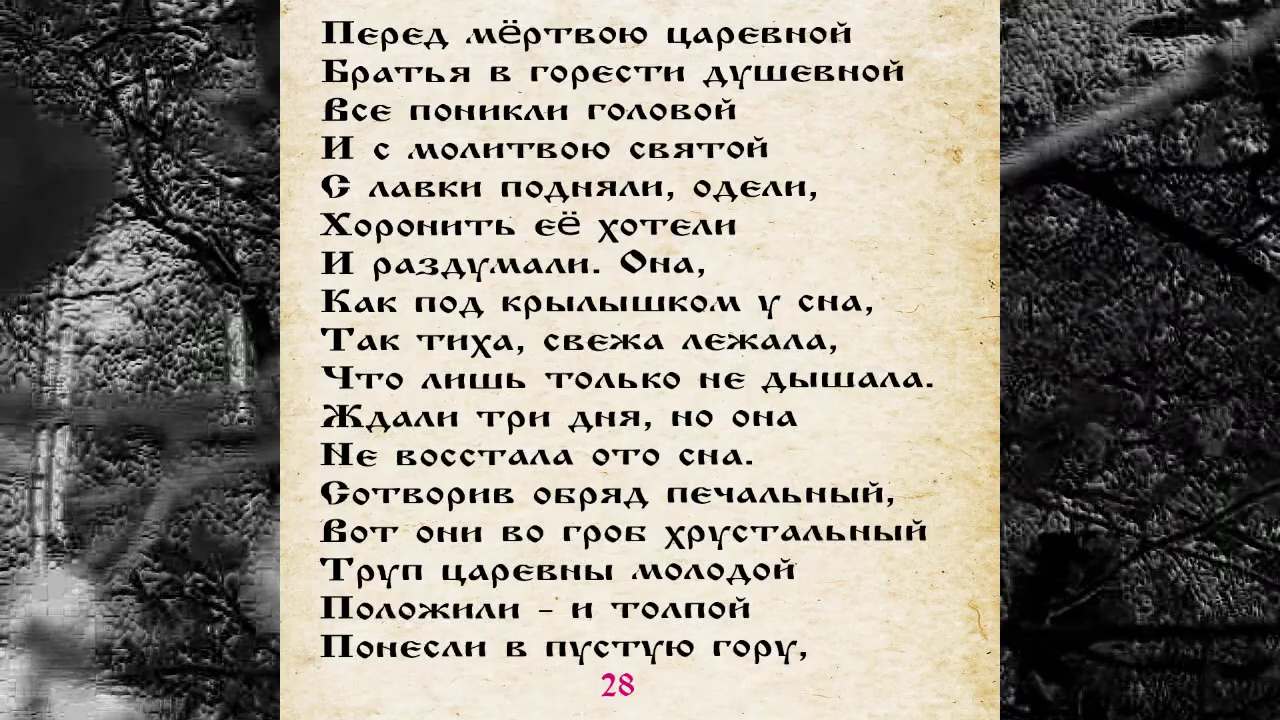 Перед мёртвою царевной
Братья в горести душевной
Все поникли головой
И с молитвою святой
С лавки подняли, одели,
Хоронить её хотели
И раздумали. Она,
Как под крылышком у сна,
Так тиха, свежа лежала,
Что лишь только не дышала.
Ждали три дня, но она
Не восстала ото сна.
Сотворив обряд печальный,
Вот они во гроб хрустальный
Труп царевны молодой
Положили – и толпой
Понесли в пустую гору,
28